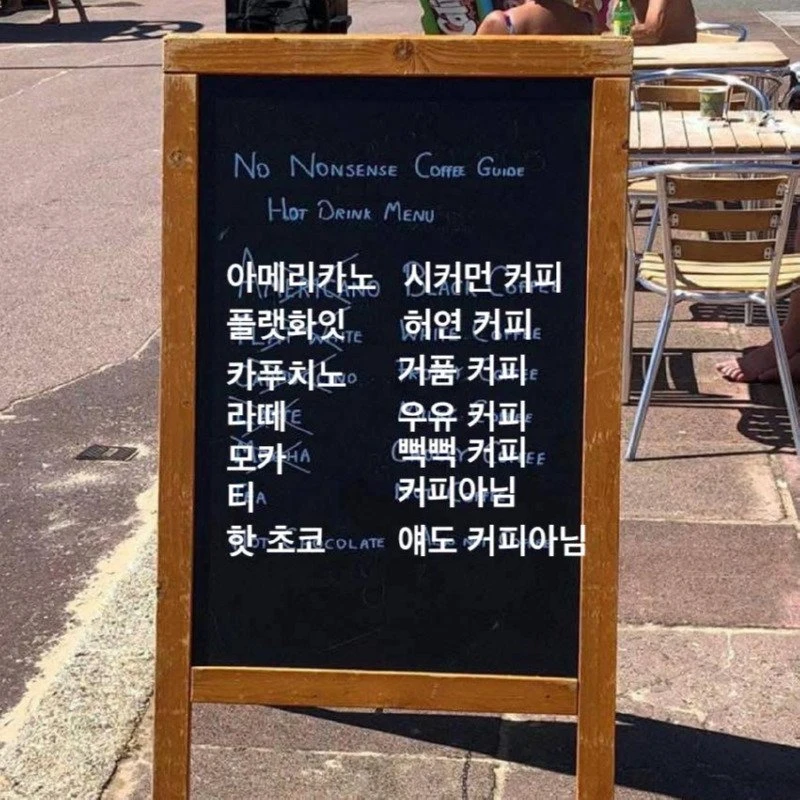 NO NONSENSE COFFEE GUIDE
HOT DRINK MENU
아메리카노 시커먼 커피
플랫화잇 허연 커피
카푸치노 거품 커피
라떼 우유 커피
모카 뻑뻑 커피
티 커피아님
핫 초코 얘도 커피아님